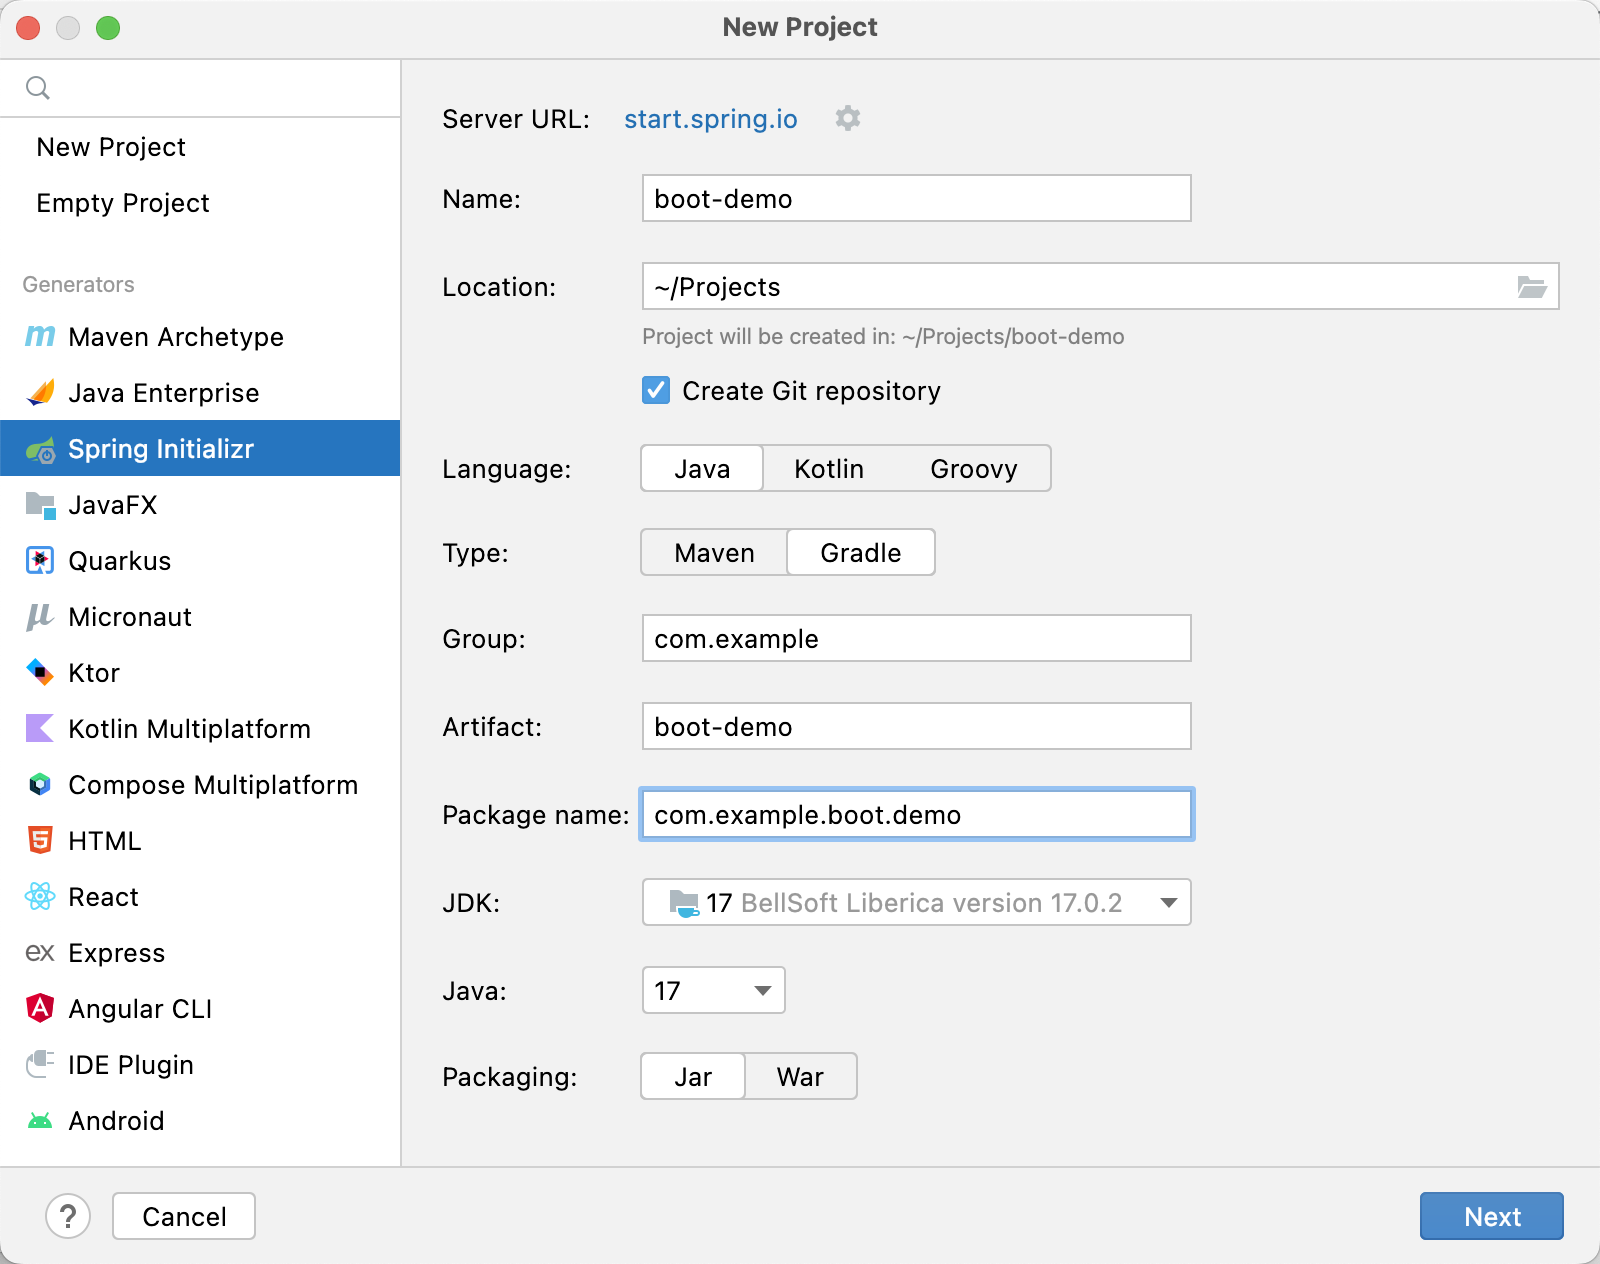 New Project
New Project
Empty Project
Generators
Maven Archetype
Java Enterprise
Spring Initializr
JavaFX
Quarkus
Micronaut
Ktor
Kotlin Multiplatform
Compose Multiplatform
HTML
React
ex Express
Angular CLI
IDE Plugin
Android
Server URL: start.spring.io
Name: boot-demo
Location: ~/Projects
Project will be created in: ~/Projects/boot-demo
Create Git repository
Language: Java Kotlin Groovy
Type: Maven Gradle
Group: com.example
Artifact: boot-demo
Package name: com.example.boot.demo
JDK: 17 BellSoft Liberica version 17.0.2
Java: 17
Packaging: Jar War
? Cancel Next